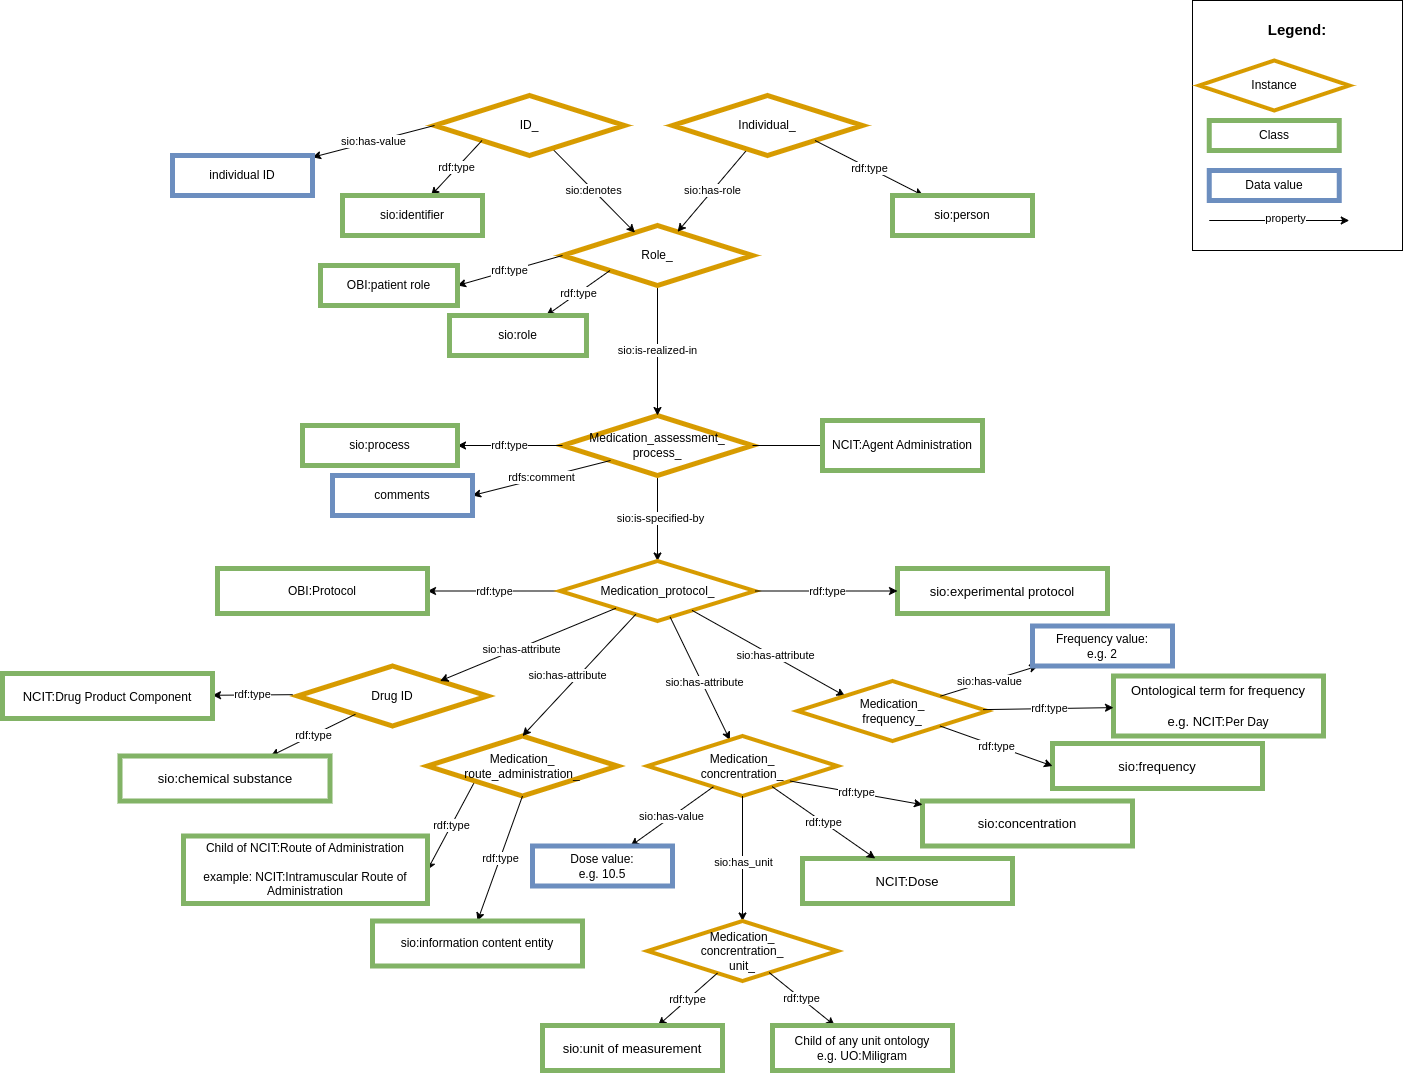 Legend:
Instance
Class
Data value
property
ID_
Individual_
sio:has-value
rdf:type
rdf:type
individual ID
sio:denotes
sio:has-role
sio:identifier
sio:person
Role_
rdf:type
OBI:patient role
rdf:type
sio:role
sio:is-realized-in
sio:process
rdf:type
Medication_assessment_
process_
NCIT:Agent Administration
rdfs:comment
comments
sio:is-specified-by
OBI:Protocol
rdf:type
Medication_protocol_
rdf:type
sio:experimental protocol
sio:has-attribute
sio:has-attribute
sio:has-attribute
sio:has-attribute
Frequency value:
e.g. 2
sio:has-value
NCIT:Drug Product Component
rdf:type
Drug ID
Medication_
frequency_
rdf:type
Ontological term for frequency
e.g. NCIT:Per Day
rdf:type
rdf:type
sio:frequency
sio:chemical substance
Medication_
route_administration_
Medication_
concrentration_
rdf:type
sio:concentration
sio:has-value
rdf:type
rdf:type
Child of NCIT:Route of Administration
example: NCIT:Intramuscular Route of
Administration
rdf:type
Dose value:
e.g. 10.5
sio:has_unit
NCIT:Dose
sio:information content entity
Medication_
concrentration_
unit_
rdf:type
rdf:type
sio:unit of measurement
Child of any unit ontology
e.g. UO:Miligram